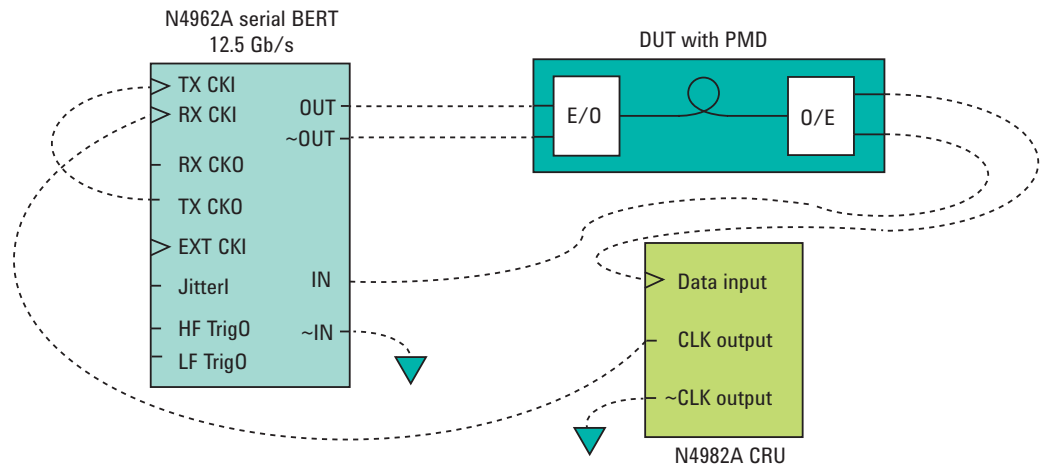 N4962A serial BERT
12.5 Gb/s
TX CKI
RX CKI
RX CKO
TX CKO
EXT CKI
JitterI
HF TrigO
LF TrigO
OUT
~OUT
IN
~IN
DUT with PMD
E/O
O/E
Data input
CLK output
~CLK output
N4982A CRU